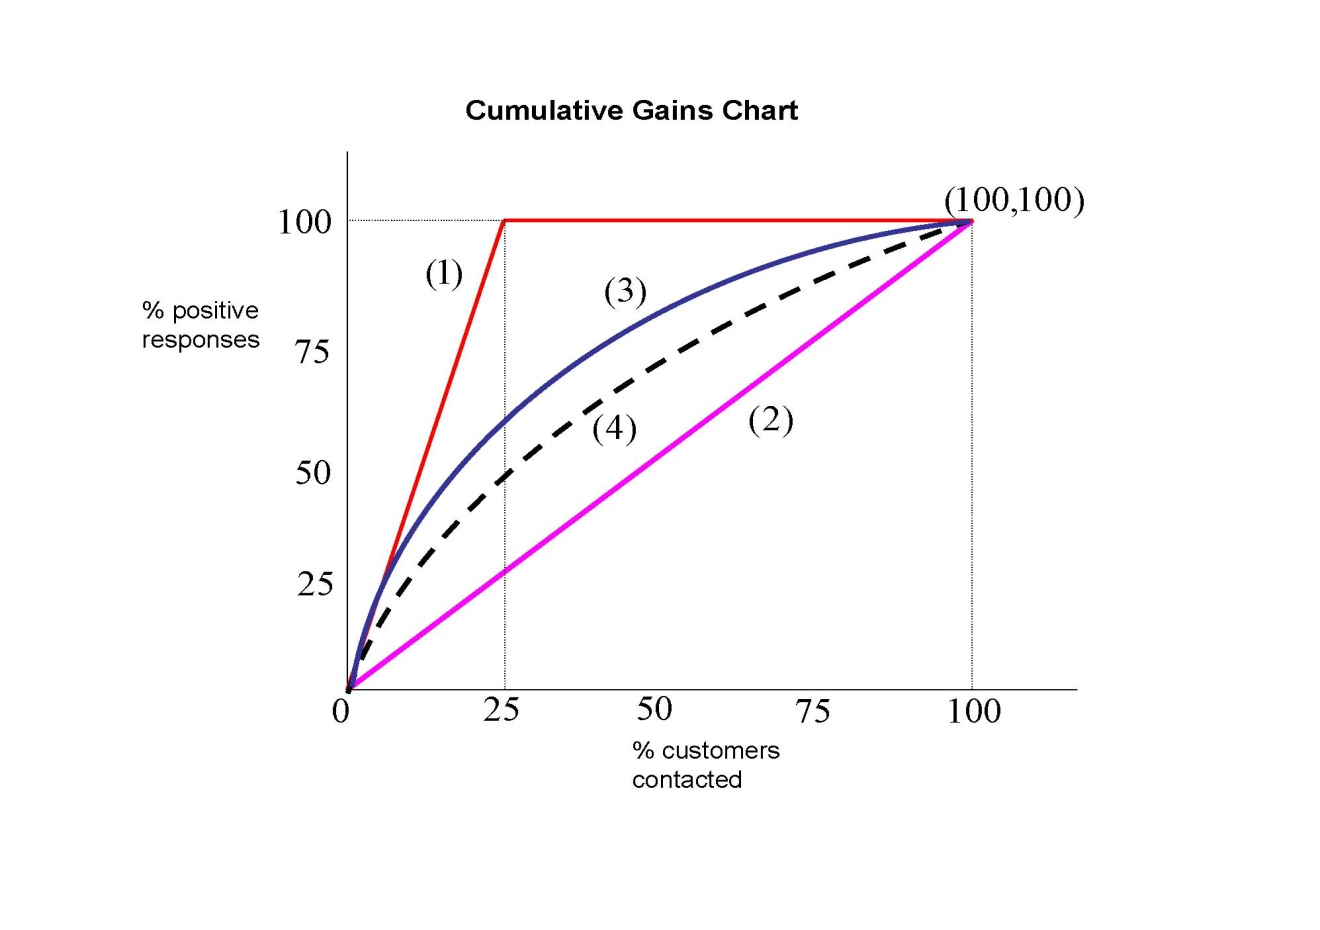 Cumulative Gains Chart
(100,100)
100
(1)
(3)
% positive
responses
75
(4)
(2)
50
25
0
25
50
75
100
% customers
contacted